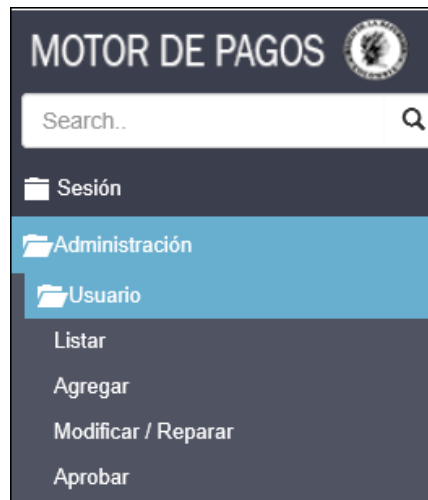 MOTOR DE PAGOS
Search..
Sesión
Administración
Usuario
Listar
Agregar
Modificar / Reparar
Aprobar